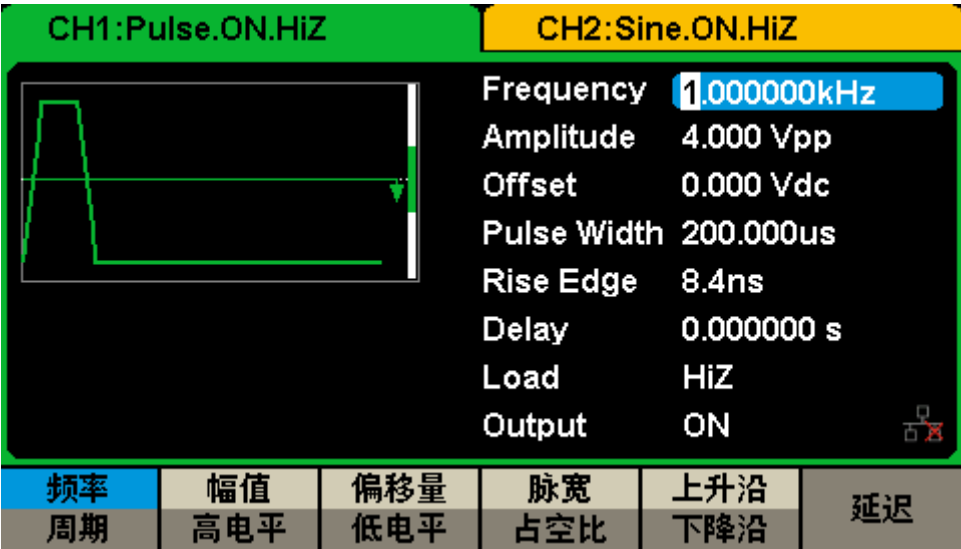 CH1:Pulse.ON.HiZ
CH2:Sine.ON.HiZ
Frequency 1.000000kHz
Amplitude 4.000 Vpp
Offset 0.000 Vdc
Pulse Width 200.000us
Rise Edge 8.4ns
Delay 0.000000 s
Load HiZ
Output ON
频率 幅值 偏移量 脉宽 上升沿 延迟
周期 高电平 低电平 占空比 下降沿